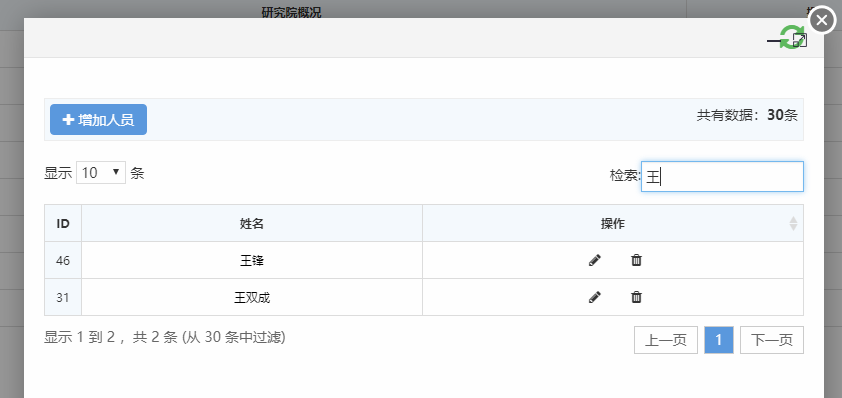 研究院概况
增加人员
共有数据：30条
显示 10 条
检索:王
ID 姓名 操作
46 王锋
31 王双成
显示 1 到 2 ，共 2 条 (从 30 条中过滤)
上一页 1 下一页